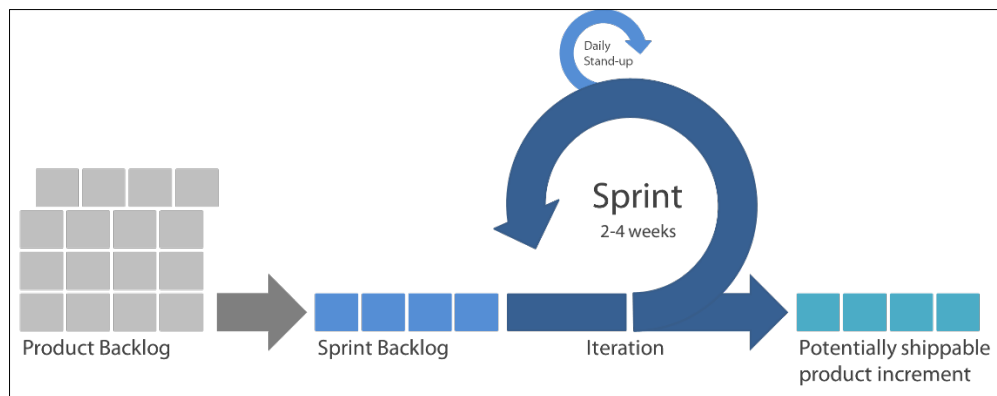 Daily
Stand-up
Sprint
2-4 weeks
Product Backlog
Sprint Backlog
Iteration
Potentially shippable
product increment